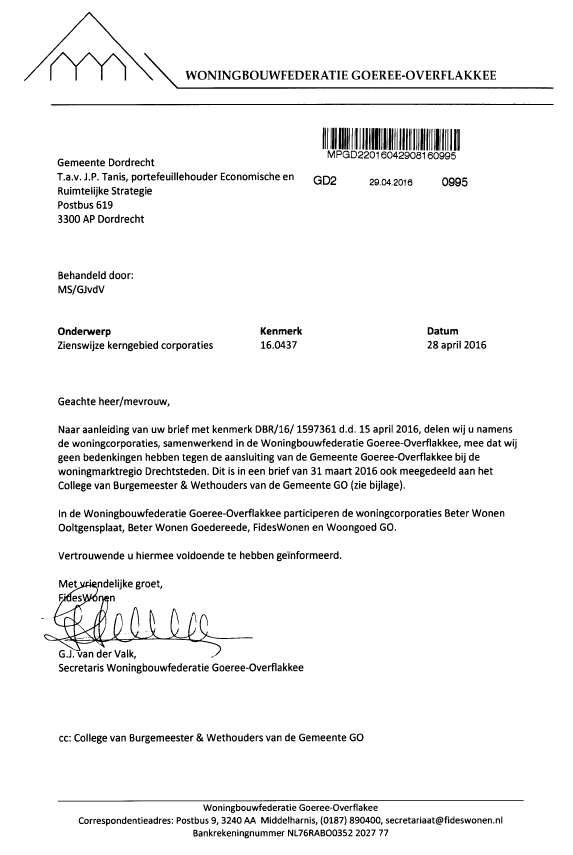 WONINGBOUWFEDERATIE GOEREE-OVERFLAKKEE
MPGD22016042908160995
GD2 29.04.2016 0995
Gemeente Dordrecht
T.a.v. J.P. Tanis, portefeuillehouder Economische en
Ruimtelijke Strategie
Postbus 619
3300 AP Dordrecht
Behandeld door:
MS/GJvdV
Onderwerp Kenmerk Datum
Zienswijze kerngebied corporaties 16.0437 28 april 2016
Geachte heer/mevrouw,
Naar aanleiding van uw brief met kenmerk DBR/16/ 1597361 d.d. 15 april 2016, delen wij u namens
de woningcorporaties, samenwerkend in de Woningbouwfederatie Goeree-Overflakkee, mee dat wij
geen bedenkingen hebben tegen de aansluiting van de Gemeente Goeree-Overflakkee bij de
woningmarktregio Drechtsteden. Dit is in een brief van 31 maart 2016 ook meegedeeld aan het
College van Burgemeester & Wethouders van de Gemeente GO (zie bijlage).
In de Woningbouwfederatie Goeree-Overflakkee participeren de woningcorporaties Beter Wonen
Ooltgensplaat, Beter Wonen Goedereede, FidesWonen en Woongoed GO.
Vertrouwende u hiermee voldoende te hebben geïnformeerd.
Met vriendelijke groet,
FidesWonen
G.J. van der Valk,
Secretaris Woningbouwfederatie Goeree-Overflakkee
cc: College van Burgemeester & Wethouders van de Gemeente GO
Woningbouwfederatie Goeree-Overflakee
Correspondentieadres: Postbus 9, 3240 AA Middelharnis, (0187) 890400, secretariaat@fideswonen.nl
Bankrekeningnummer NL76RABO0352 2027 77